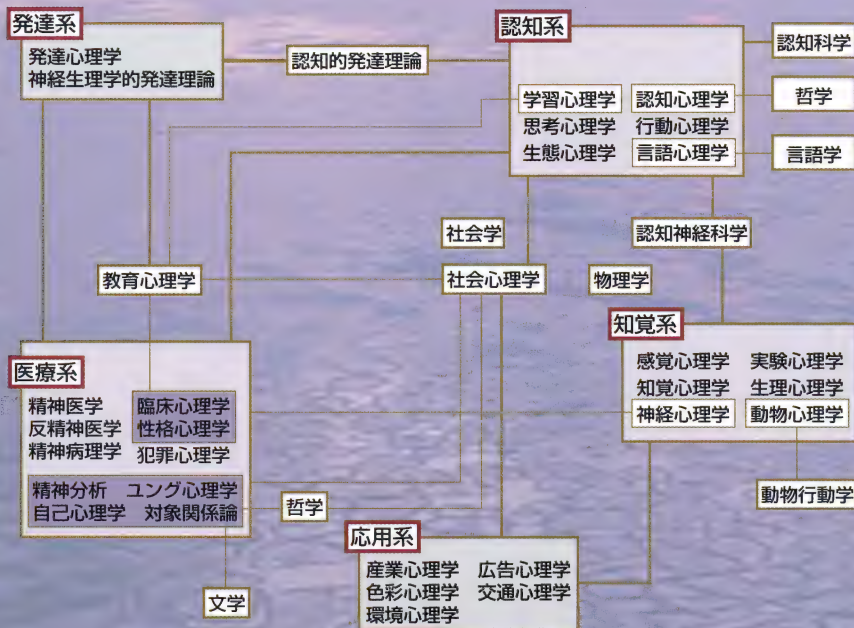 発達系
発達心理学
神経生理学的発達理論
認知的発達理論
認知系
学習心理学 認知心理学
思考心理学 行動心理学
生態心理学 言語心理学
認知科学
哲学
言語学
社会学
認知神経科学
教育心理学
社会心理学
物理学
知覚系
感覚心理学 実験心理学
知覚心理学 生理心理学
神経心理学 動物心理学
医療系
精神医学 臨床心理学
反精神医学 性格心理学
精神病理学 犯罪心理学
精神分析 ユング心理学
自己心理学 対象関係論
哲学
動物行動学
応用系
産業心理学 広告心理学
色彩心理学 交通心理学
環境心理学
文学